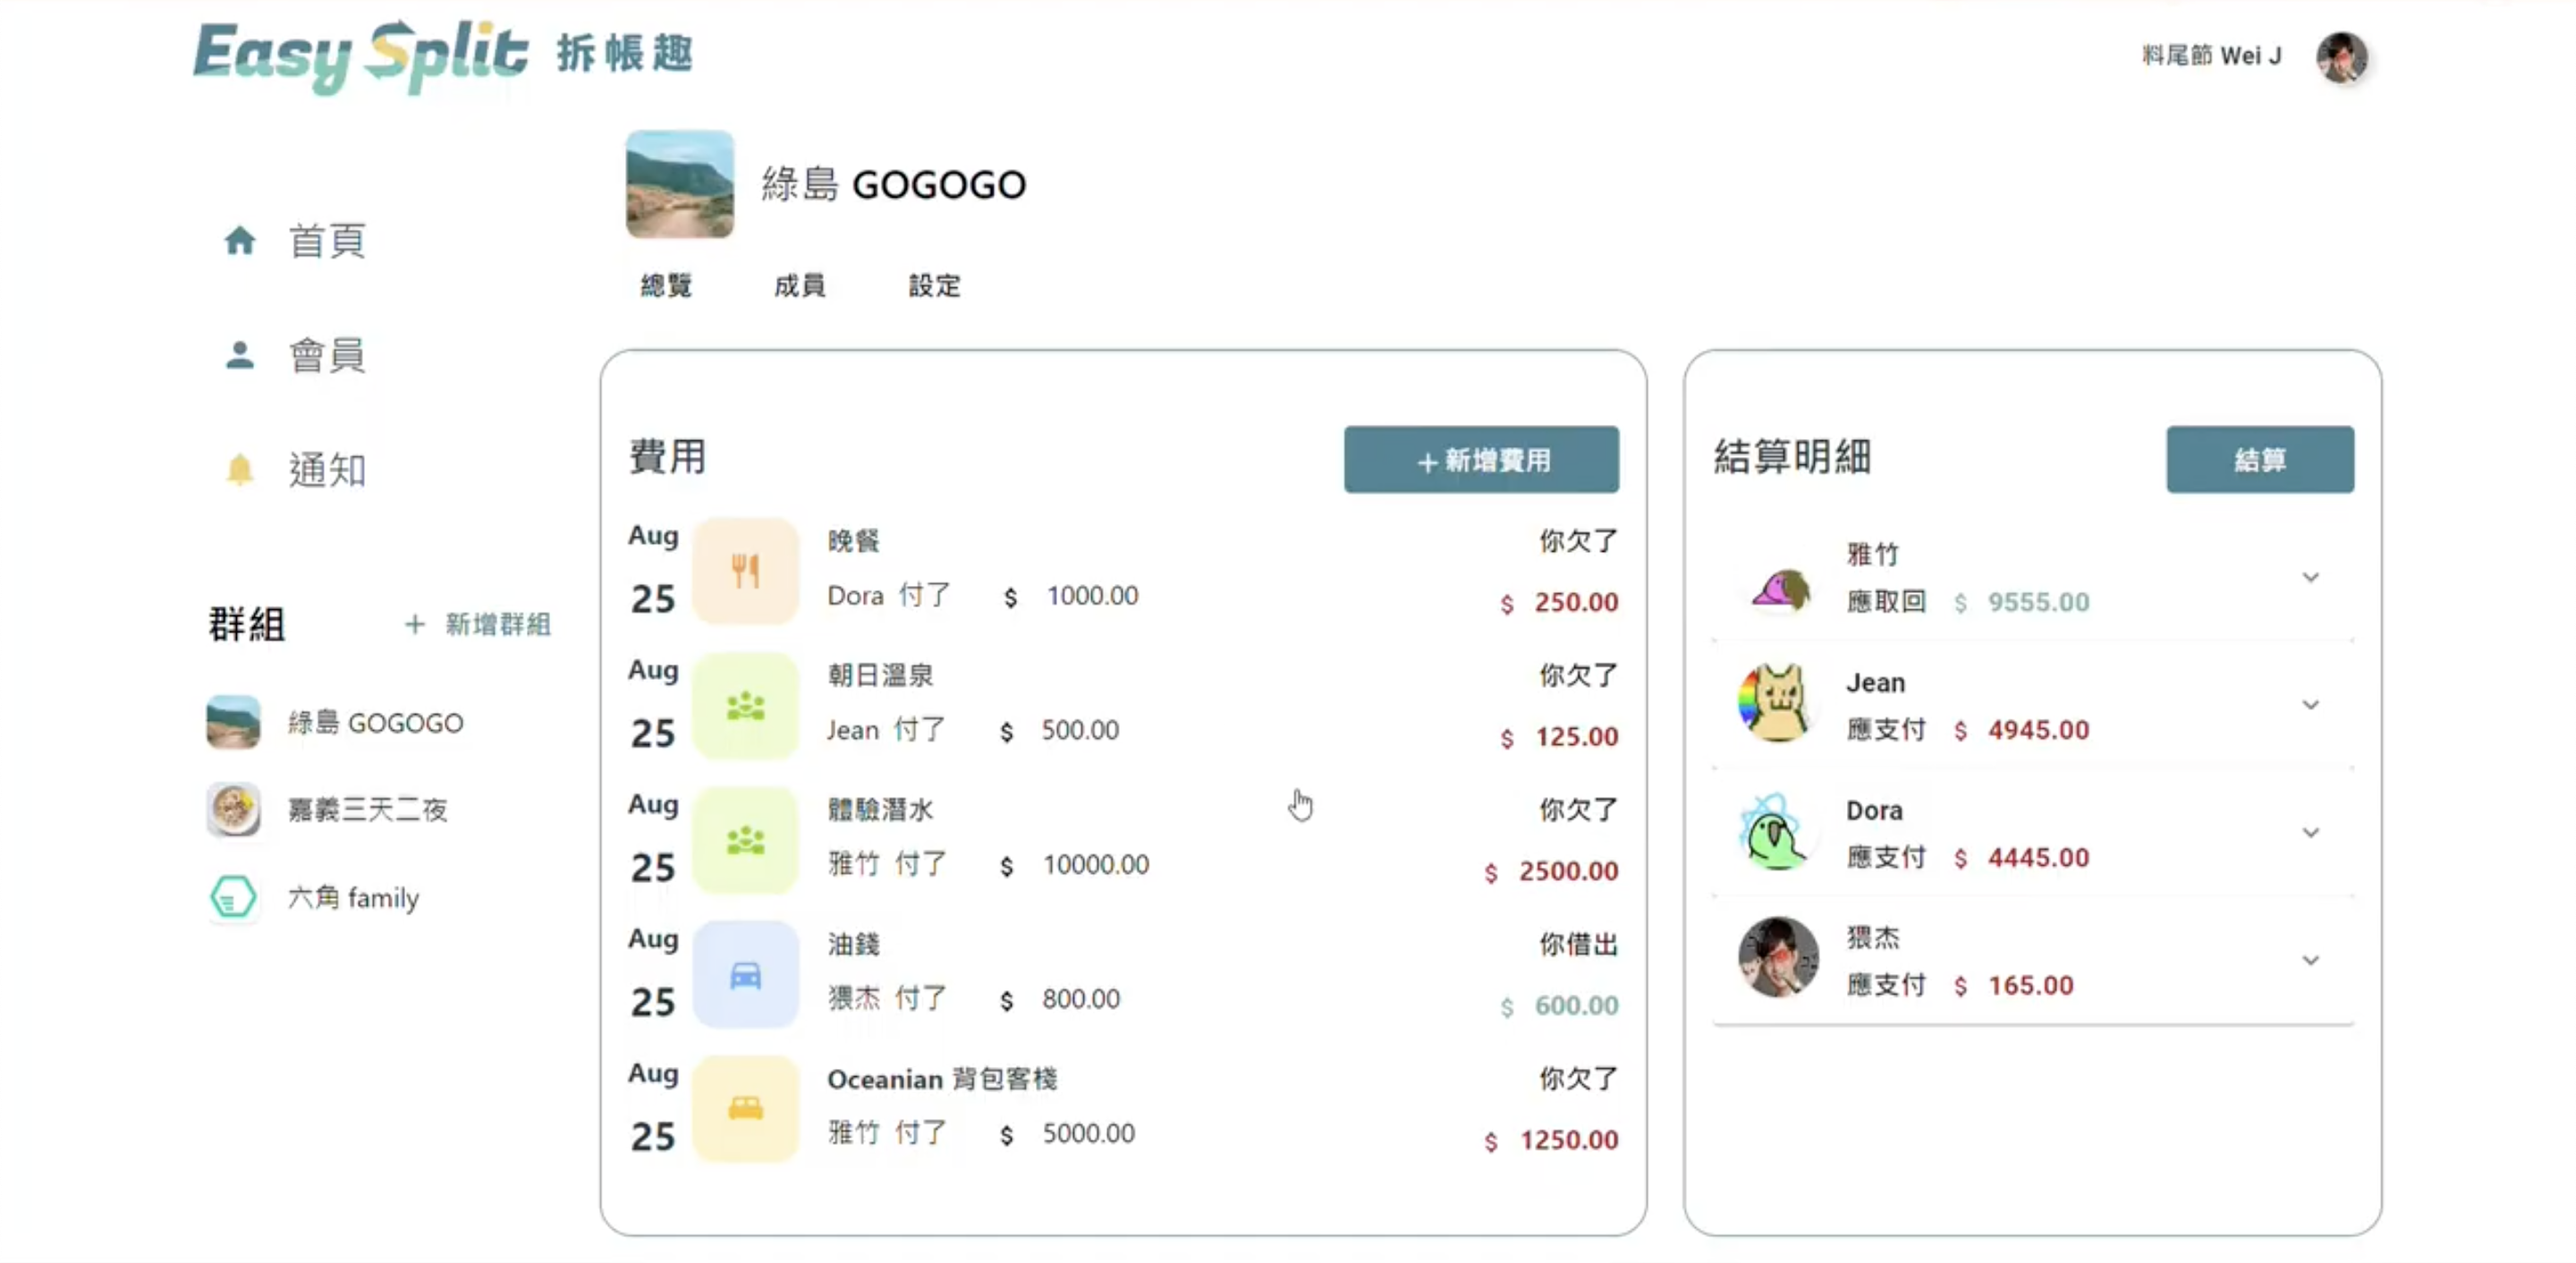 Easy Split 拆帳趣
料尾節 Wei J
首頁
會員
通知
群組
+ 新增群組
綠島 GOGOGO
嘉義三天二夜
六角 family
綠島 GOGOGO
總覽 成員 設定
費用
+ 新增費用
Aug 25
晚餐
Dora 付了 $ 1000.00
你欠了
$ 250.00
Aug 25
朝日溫泉
Jean 付了 $ 500.00
你欠了
$ 125.00
Aug 25
體驗潛水
雅竹 付了 $ 10000.00
你欠了
$ 2500.00
Aug 25
油錢
猥杰 付了 $ 800.00
你借出
$ 600.00
Aug 25
Oceanian 背包客棧
雅竹 付了 $ 5000.00
你欠了
$ 1250.00
結算明細
結算
雅竹
應取回 $ 9555.00
Jean
應支付 $ 4945.00
Dora
應支付 $ 4445.00
猥杰
應支付 $ 165.00